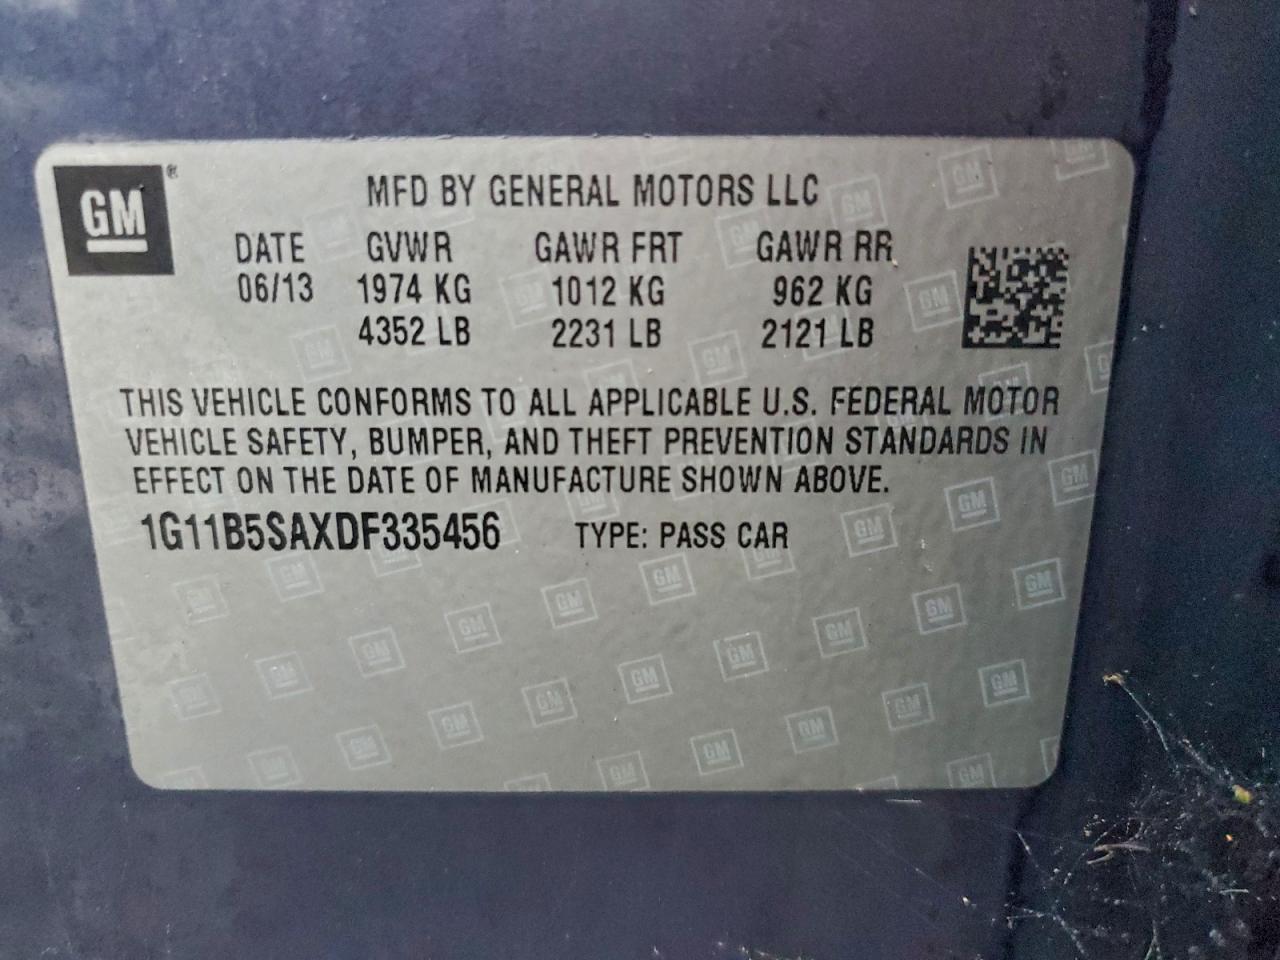 GM®
MFD BY GENERAL MOTORS LLC
DATE GVWR GAWR FRT GAWR RR
06/13 1974 KG 1012 KG 962 KG
4352 LB 2231 LB 2121 LB
THIS VEHICLE CONFORMS TO ALL APPLICABLE U.S. FEDERAL MOTOR
VEHICLE SAFETY, BUMPER, AND THEFT PREVENTION STANDARDS IN
EFFECT ON THE DATE OF MANUFACTURE SHOWN ABOVE.
1G11B5SAXDF335456 TYPE: PASS CAR